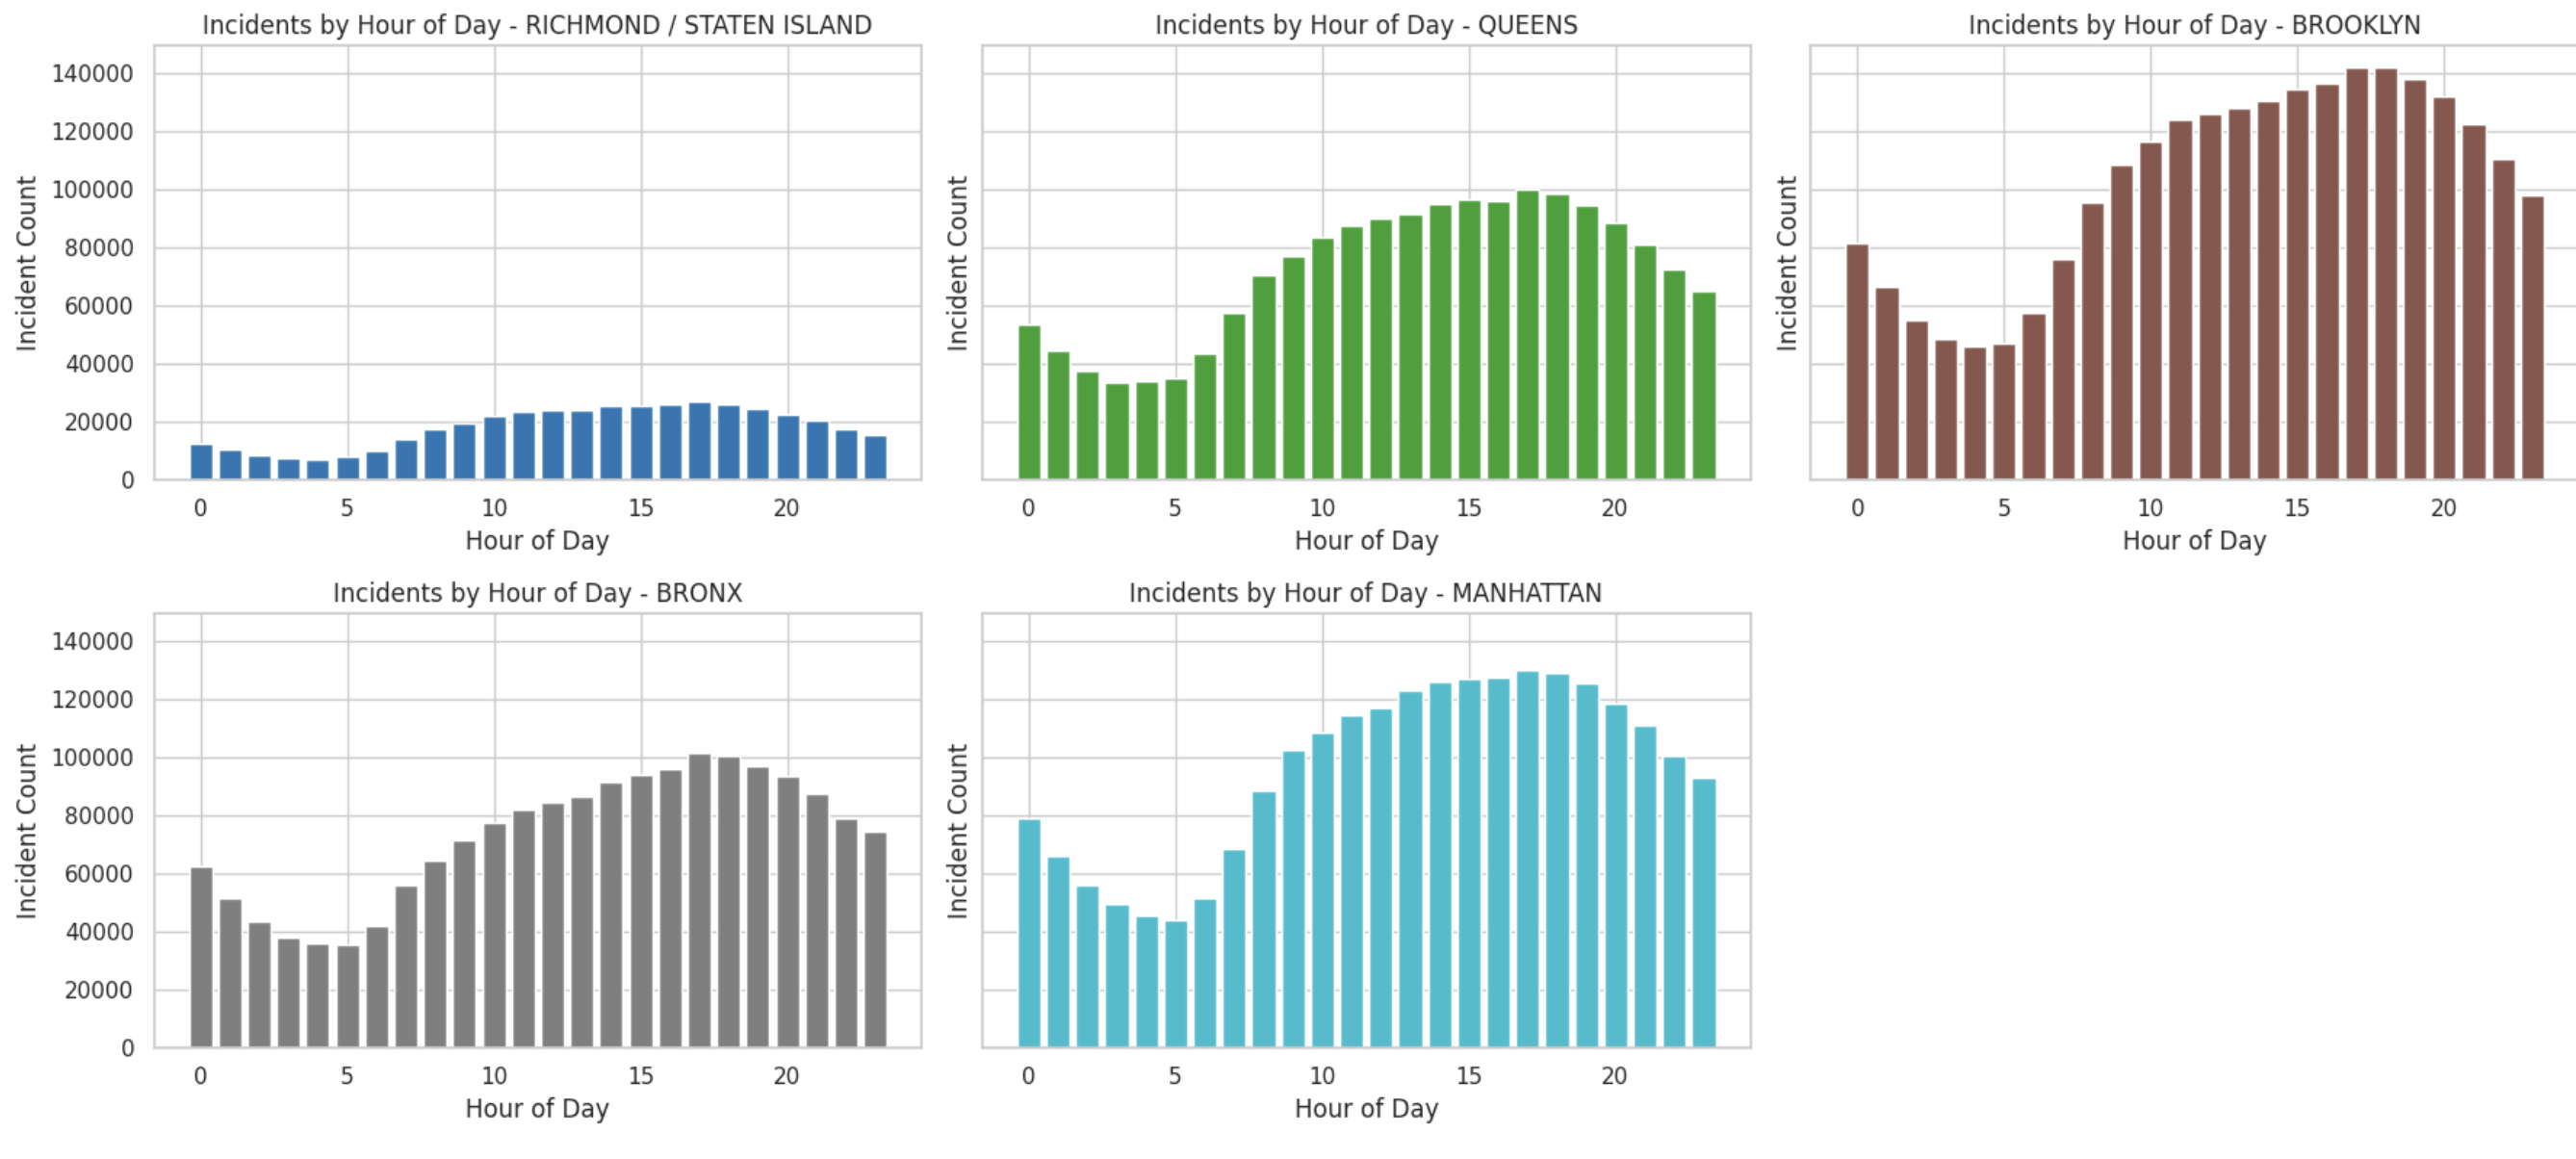 Incidents by Hour of Day - RICHMOND / STATEN ISLAND
140000
120000
100000
80000
60000
40000
20000
0
Incident Count
0 5 10 15 20
Hour of Day
Incidents by Hour of Day - QUEENS
Incident Count
0 5 10 15 20
Hour of Day
Incidents by Hour of Day - BROOKLYN
Incident Count
0 5 10 15 20
Hour of Day
Incidents by Hour of Day - BRONX
140000
120000
100000
80000
60000
40000
20000
0
Incident Count
0 5 10 15 20
Hour of Day
Incidents by Hour of Day - MANHATTAN
Incident Count
0 5 10 15 20
Hour of Day